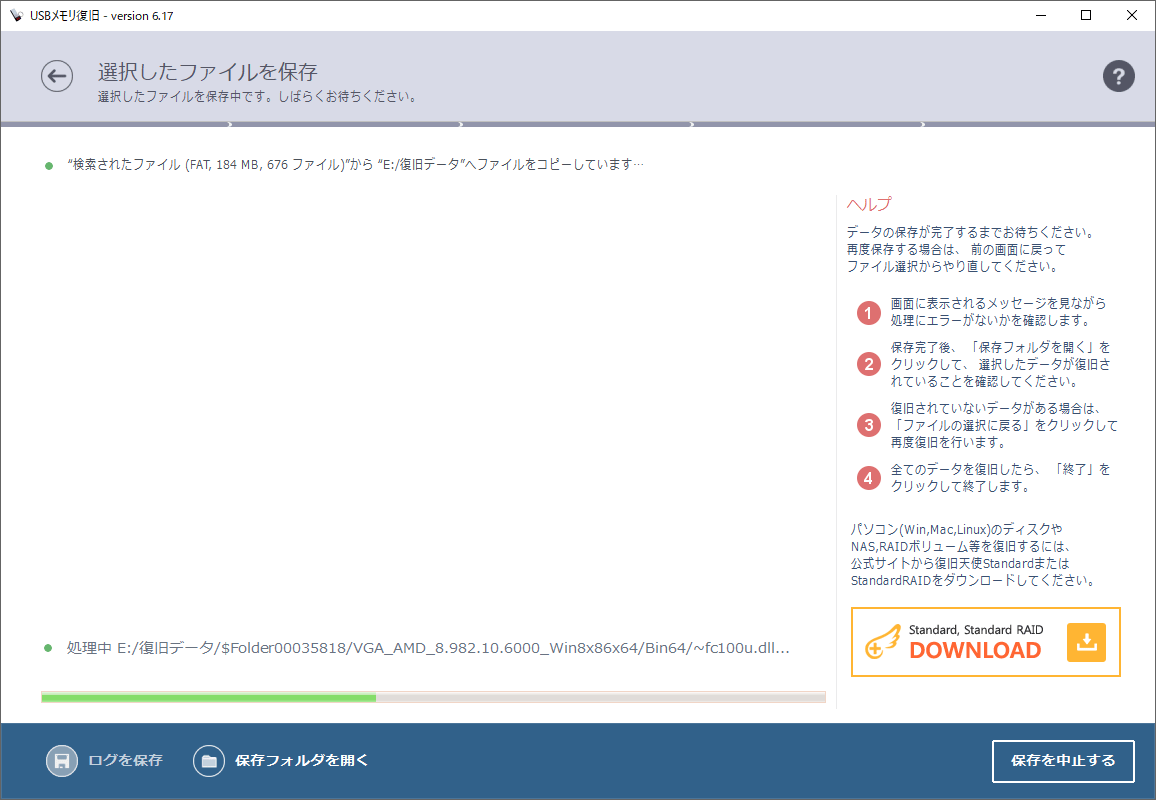 USBメモリ復旧 - version 6.17
選択したファイルを保存
選択したファイルを保存中です。しばらくお待ちください。
?
“検索されたファイル (FAT, 184 MB, 676 ファイル)”から “E:/復旧データ”へファイルをコピーしています…
ヘルプ
データの保存が完了するまでお待ちください。
再度保存する場合は、 前の画面に戻って
ファイル選択からやり直してください。
1 画面に表示されるメッセージを見ながら
処理にエラーがないかを確認します。
2 保存完了後、 「保存フォルダを開く」を
クリックして、 選択したデータが復旧さ
れていることを確認してください。
3 復旧されていないデータがある場合は、
「ファイルの選択に戻る」をクリックして
再度復旧を行います。
4 全てのデータを復旧したら、 「終了」を
クリックして終了します。
パソコン(Win,Mac,Linux)のディスクや
NAS,RAIDボリューム等を復旧するには、
公式サイトから復旧天使Standardまたは
StandardRAIDをダウンロードしてください。
Standard, Standard RAID
DOWNLOAD
処理中 E:/復旧データ/$Folder00035818/VGA_AMD_8.982.10.6000_Win8x86x64/Bin64/~fc100u.dll...
ログを保存
保存フォルダを開く
保存を中止する